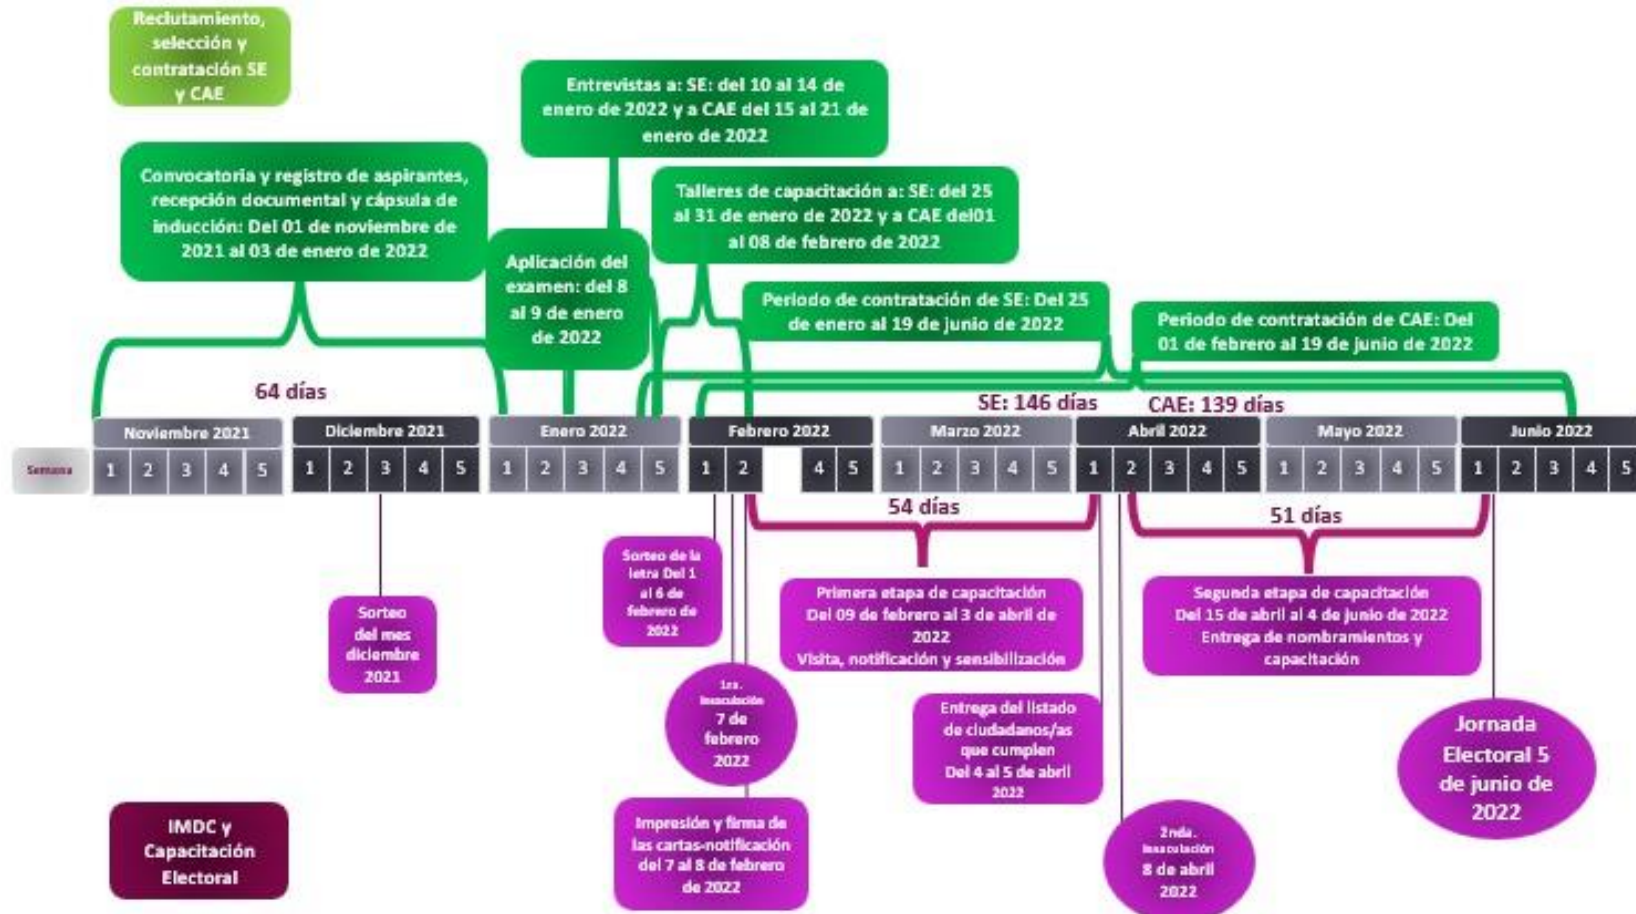 Reclutamiento,
selección y
contratación SE
y CAE
Entrevistas a: SE: del 10 al 14 de
enero de 2022 y a CAE del 15 al 21 de
enero de 2022
Convocatoria y registro de aspirantes,
recepción documental y cápsula de
inducción: Del 01 de noviembre de
2021 al 03 de enero de 2022
Talleres de capacitación a: SE: del 25
al 31 de enero de 2022 y a CAE del01
al 08 de febrero de 2022
Aplicación del
examen: del 8
al 9 de enero
de 2022
Periodo de contratación de SE: Del 25
de enero al 19 de junio de 2022
Periodo de contratación de CAE: Del
01 de febrero al 19 de junio de 2022
64 días
SE: 146 días
CAE: 139 días
Noviembre 2021
Diciembre 2021
Enero 2022
Febrero 2022
Marzo 2022
Abril 2022
Mayo 2022
Junio 2022
Semana
1 2 3 4 5
1 2 3 4 5
1 2 3 4 5
1 2 4 5
1 2 3 4 5
1 2 3 4 5
1 2 3 4 5
1 2 3 4 5
54 días
51 días
Sorteo
del mes
diciembre
2021
Sorteo de la
letra Del 1
al 6 de
febrero de
2022
Primera etapa de capacitación
Del 09 de febrero al 3 de abril de
2022
Visita, notificación y sensibilización
Segunda etapa de capacitación
Del 15 de abril al 4 de junio de 2022
Entrega de nombramientos y
capacitación
1ra.
Insaculación
7 de
febrero
2022
Entrega del listado
de ciudadanos/as
que cumplen
Del 4 al 5 de abril
2022
Jornada
Electoral 5
de junio de
2022
Impresión y firma de
las cartas-notificación
del 7 al 8 de febrero
de 2022
2nda.
Insaculación
8 de abril
2022
IMDC y
Capacitación
Electoral